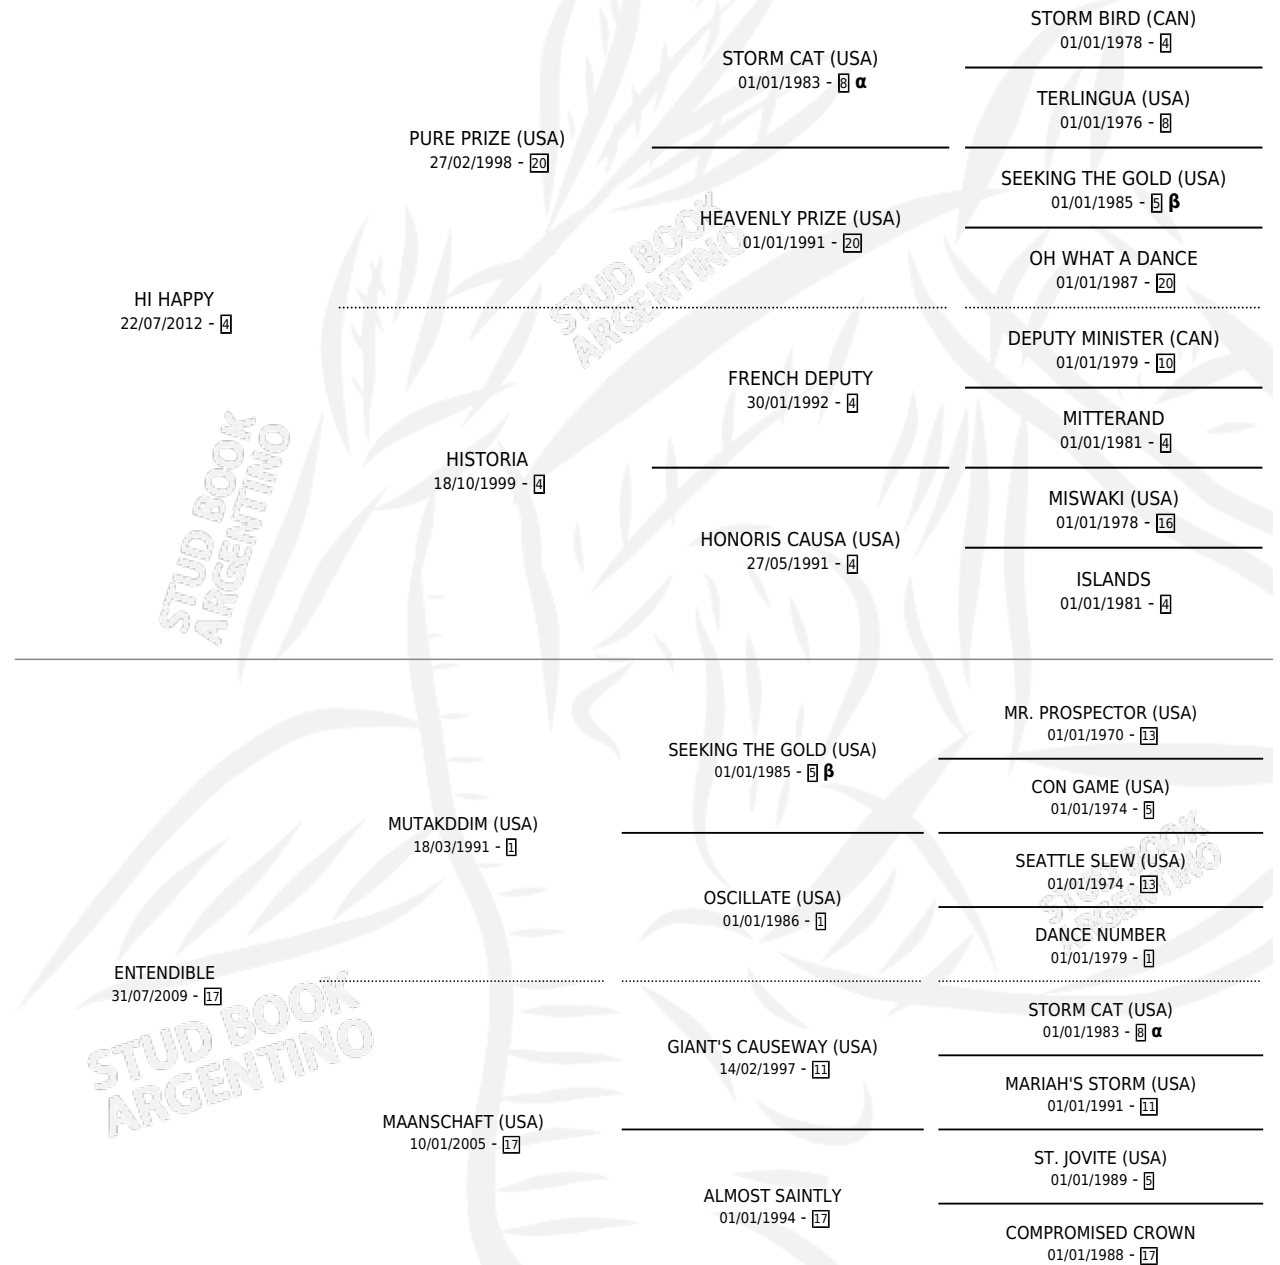 STORM BIRD (CAN)
01/01/1978 - 4
STORM CAT (USA)
01/01/1983 - 8 α
TERLINGUA (USA)
01/01/1976 - 8
PURE PRIZE (USA)
27/02/1998 - 20
SEEKING THE GOLD (USA)
01/01/1985 - 5 β
HEAVENLY PRIZE (USA)
01/01/1991 - 20
OH WHAT A DANCE
01/01/1987 - 20
HI HAPPY
22/07/2012 - 4
DEPUTY MINISTER (CAN)
01/01/1979 - 10
FRENCH DEPUTY
30/01/1992 - 4
MITTERAND
01/01/1981 - 4
HISTORIA
18/10/1999 - 4
MISWAKI (USA)
01/01/1978 - 16
HONORIS CAUSA (USA)
27/05/1991 - 4
ISLANDS
01/01/1981 - 4
MR. PROSPECTOR (USA)
01/01/1970 - 13
SEEKING THE GOLD (USA)
01/01/1985 - 5 β
CON GAME (USA)
01/01/1974 - 5
MUTAKDDIM (USA)
18/03/1991 - 1
SEATTLE SLEW (USA)
01/01/1974 - 13
OSCILLATE (USA)
01/01/1986 - 1
DANCE NUMBER
01/01/1979 - 1
ENTENDIBLE
31/07/2009 - 17
STORM CAT (USA)
01/01/1983 - 8 α
GIANT'S CAUSEWAY (USA)
14/02/1997 - 11
MARIAH'S STORM (USA)
01/01/1991 - 11
MAANSCHAFT (USA)
10/01/2005 - 17
ST. JOVITE (USA)
01/01/1989 - 5
ALMOST SAINTLY
01/01/1994 - 17
COMPROMISED CROWN
01/01/1988 - 17
STUD BOOK
ARGENTINO
STUD BOOK
ARGENTINO
STUD BOOK
ARGENTINO
STUD BOOK
ARGENTINO